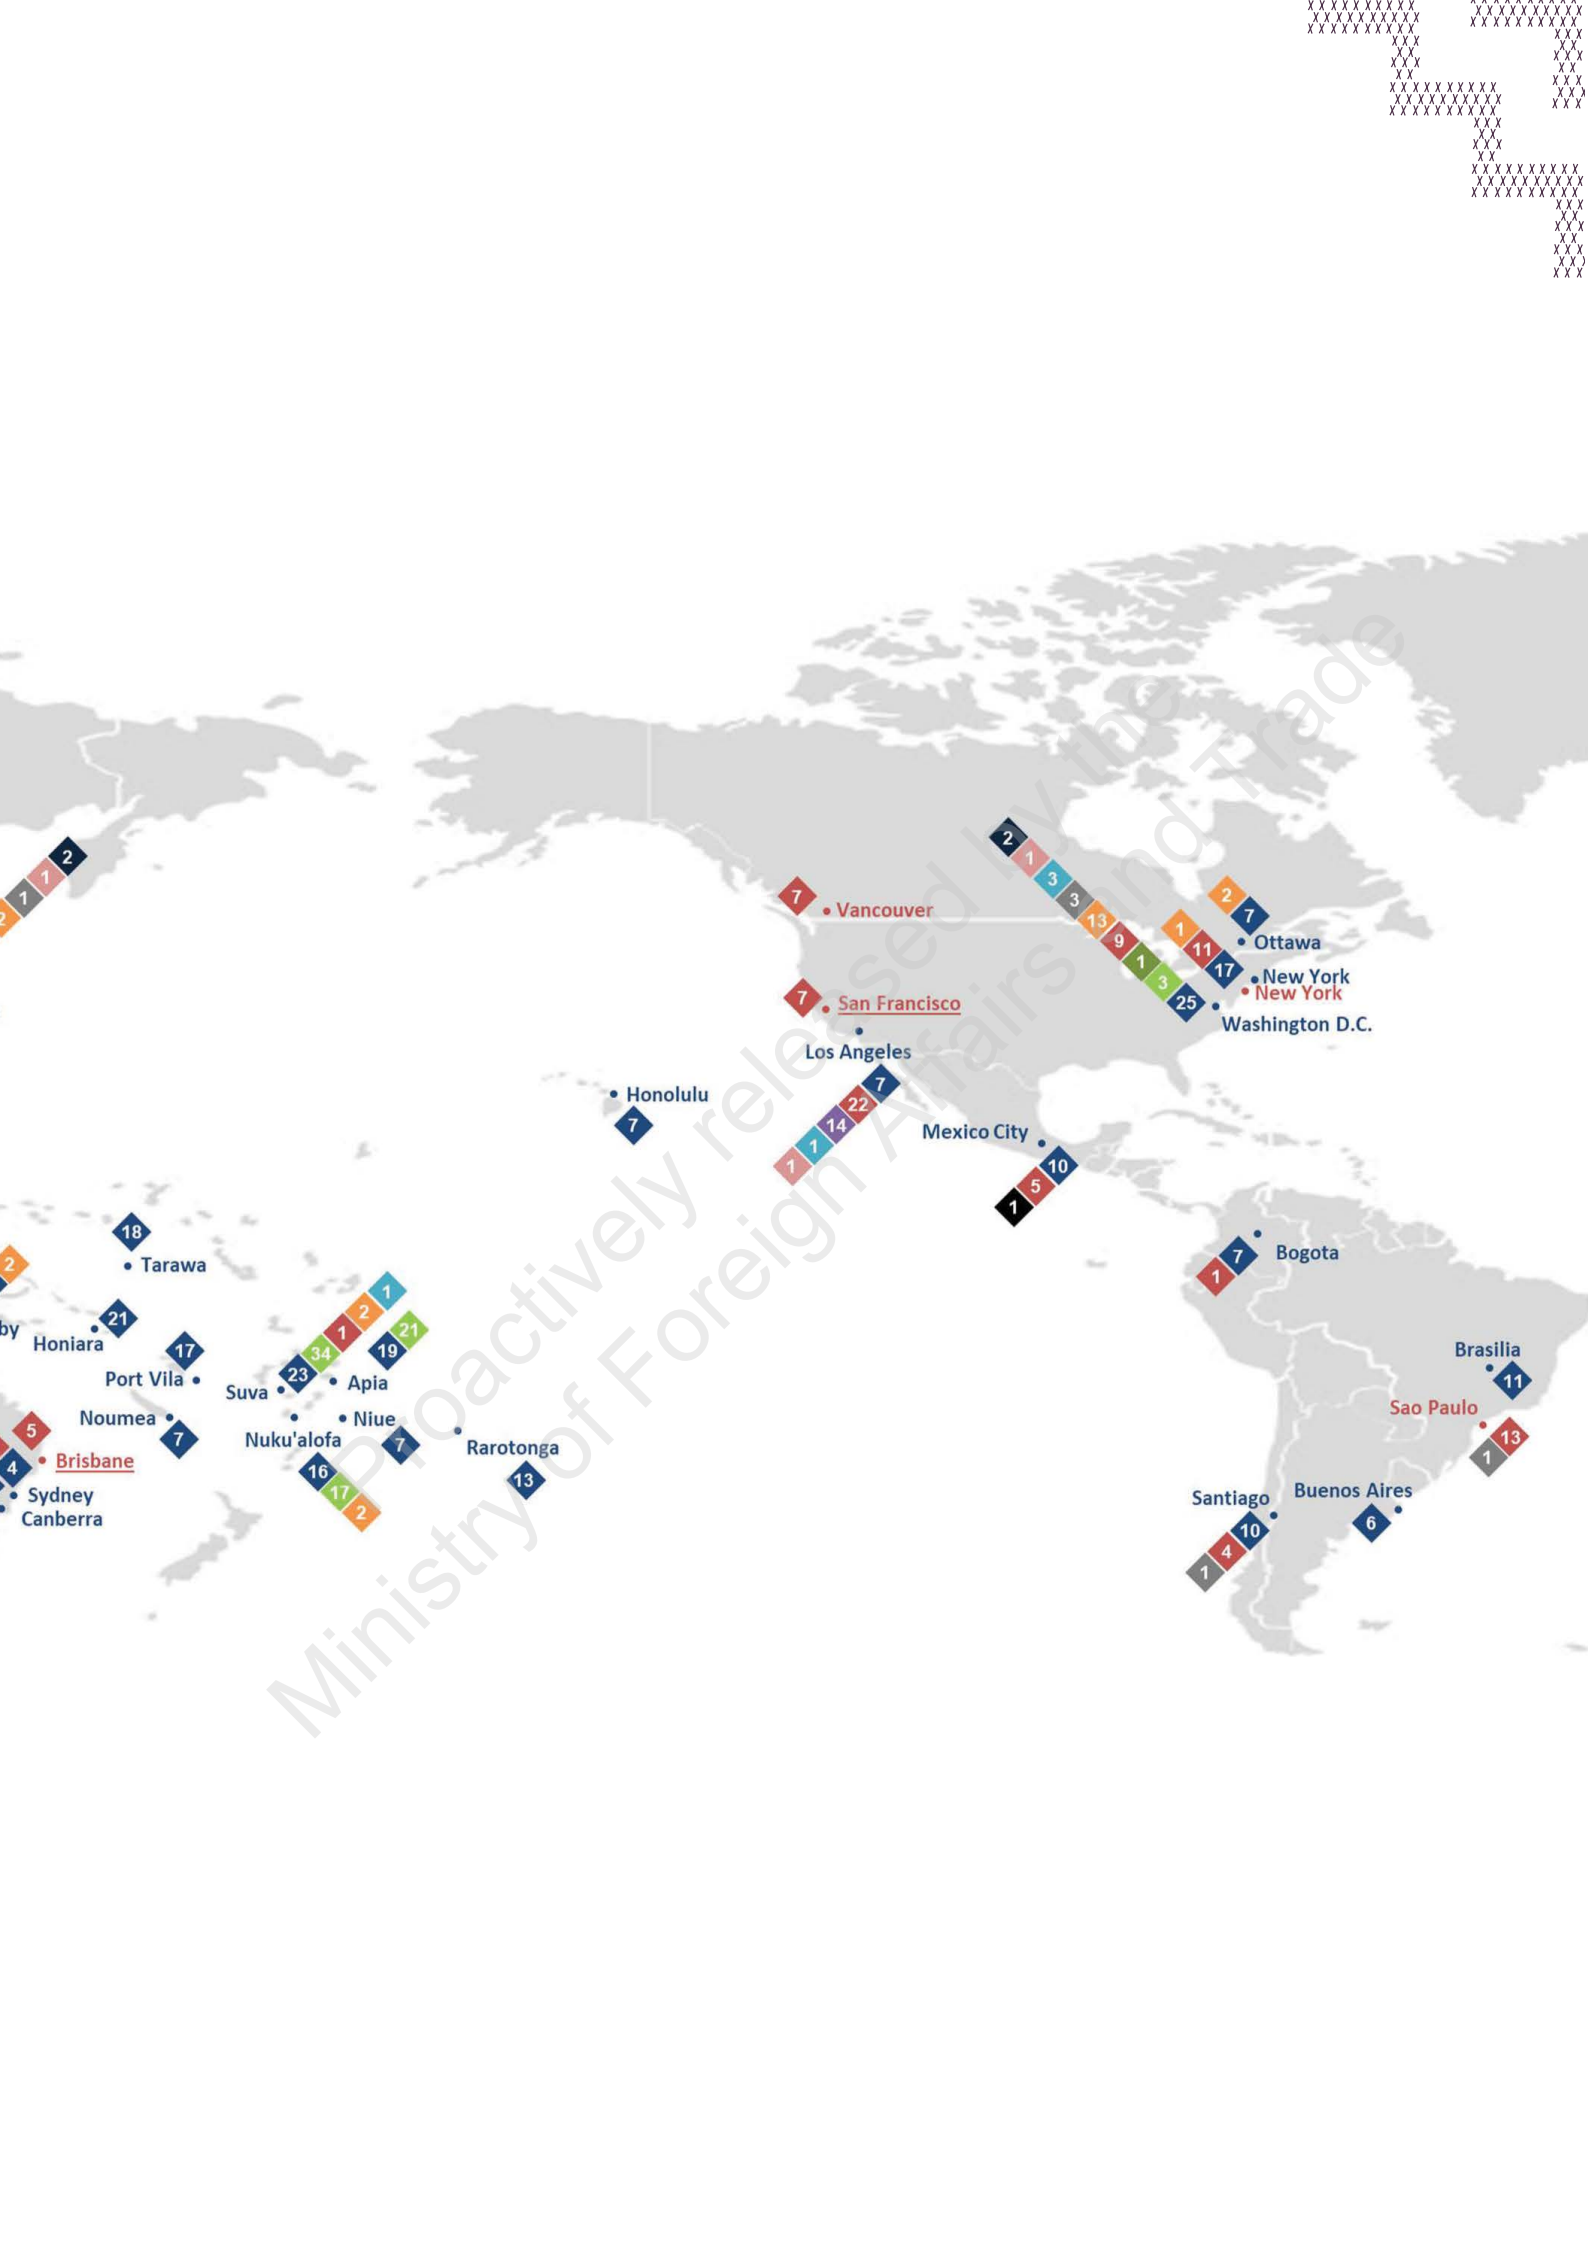 2
1
1
2
2
1
3
3
13
9
1
3
25
2
7
Ottawa
1
11
17
New York
New York
Washington D.C.
7
Vancouver
7
San Francisco
Los Angeles
7
22
14
1
1
Honolulu
7
Mexico City
10
5
1
Bogota
7
1
18
Tarawa
2
by
21
Honiara
17
Port Vila
1
2
1
34
23
Suva
21
19
Apia
Noumea
7
Niue
7
Nuku'alofa
16
17
2
Rarotonga
13
5
4
Brisbane
Sydney
Canberra
Brasilia
11
Sao Paulo
13
1
Santiago
10
4
1
Buenos Aires
6
Proactively released by the
Ministry of Foreign Affairs and Trade